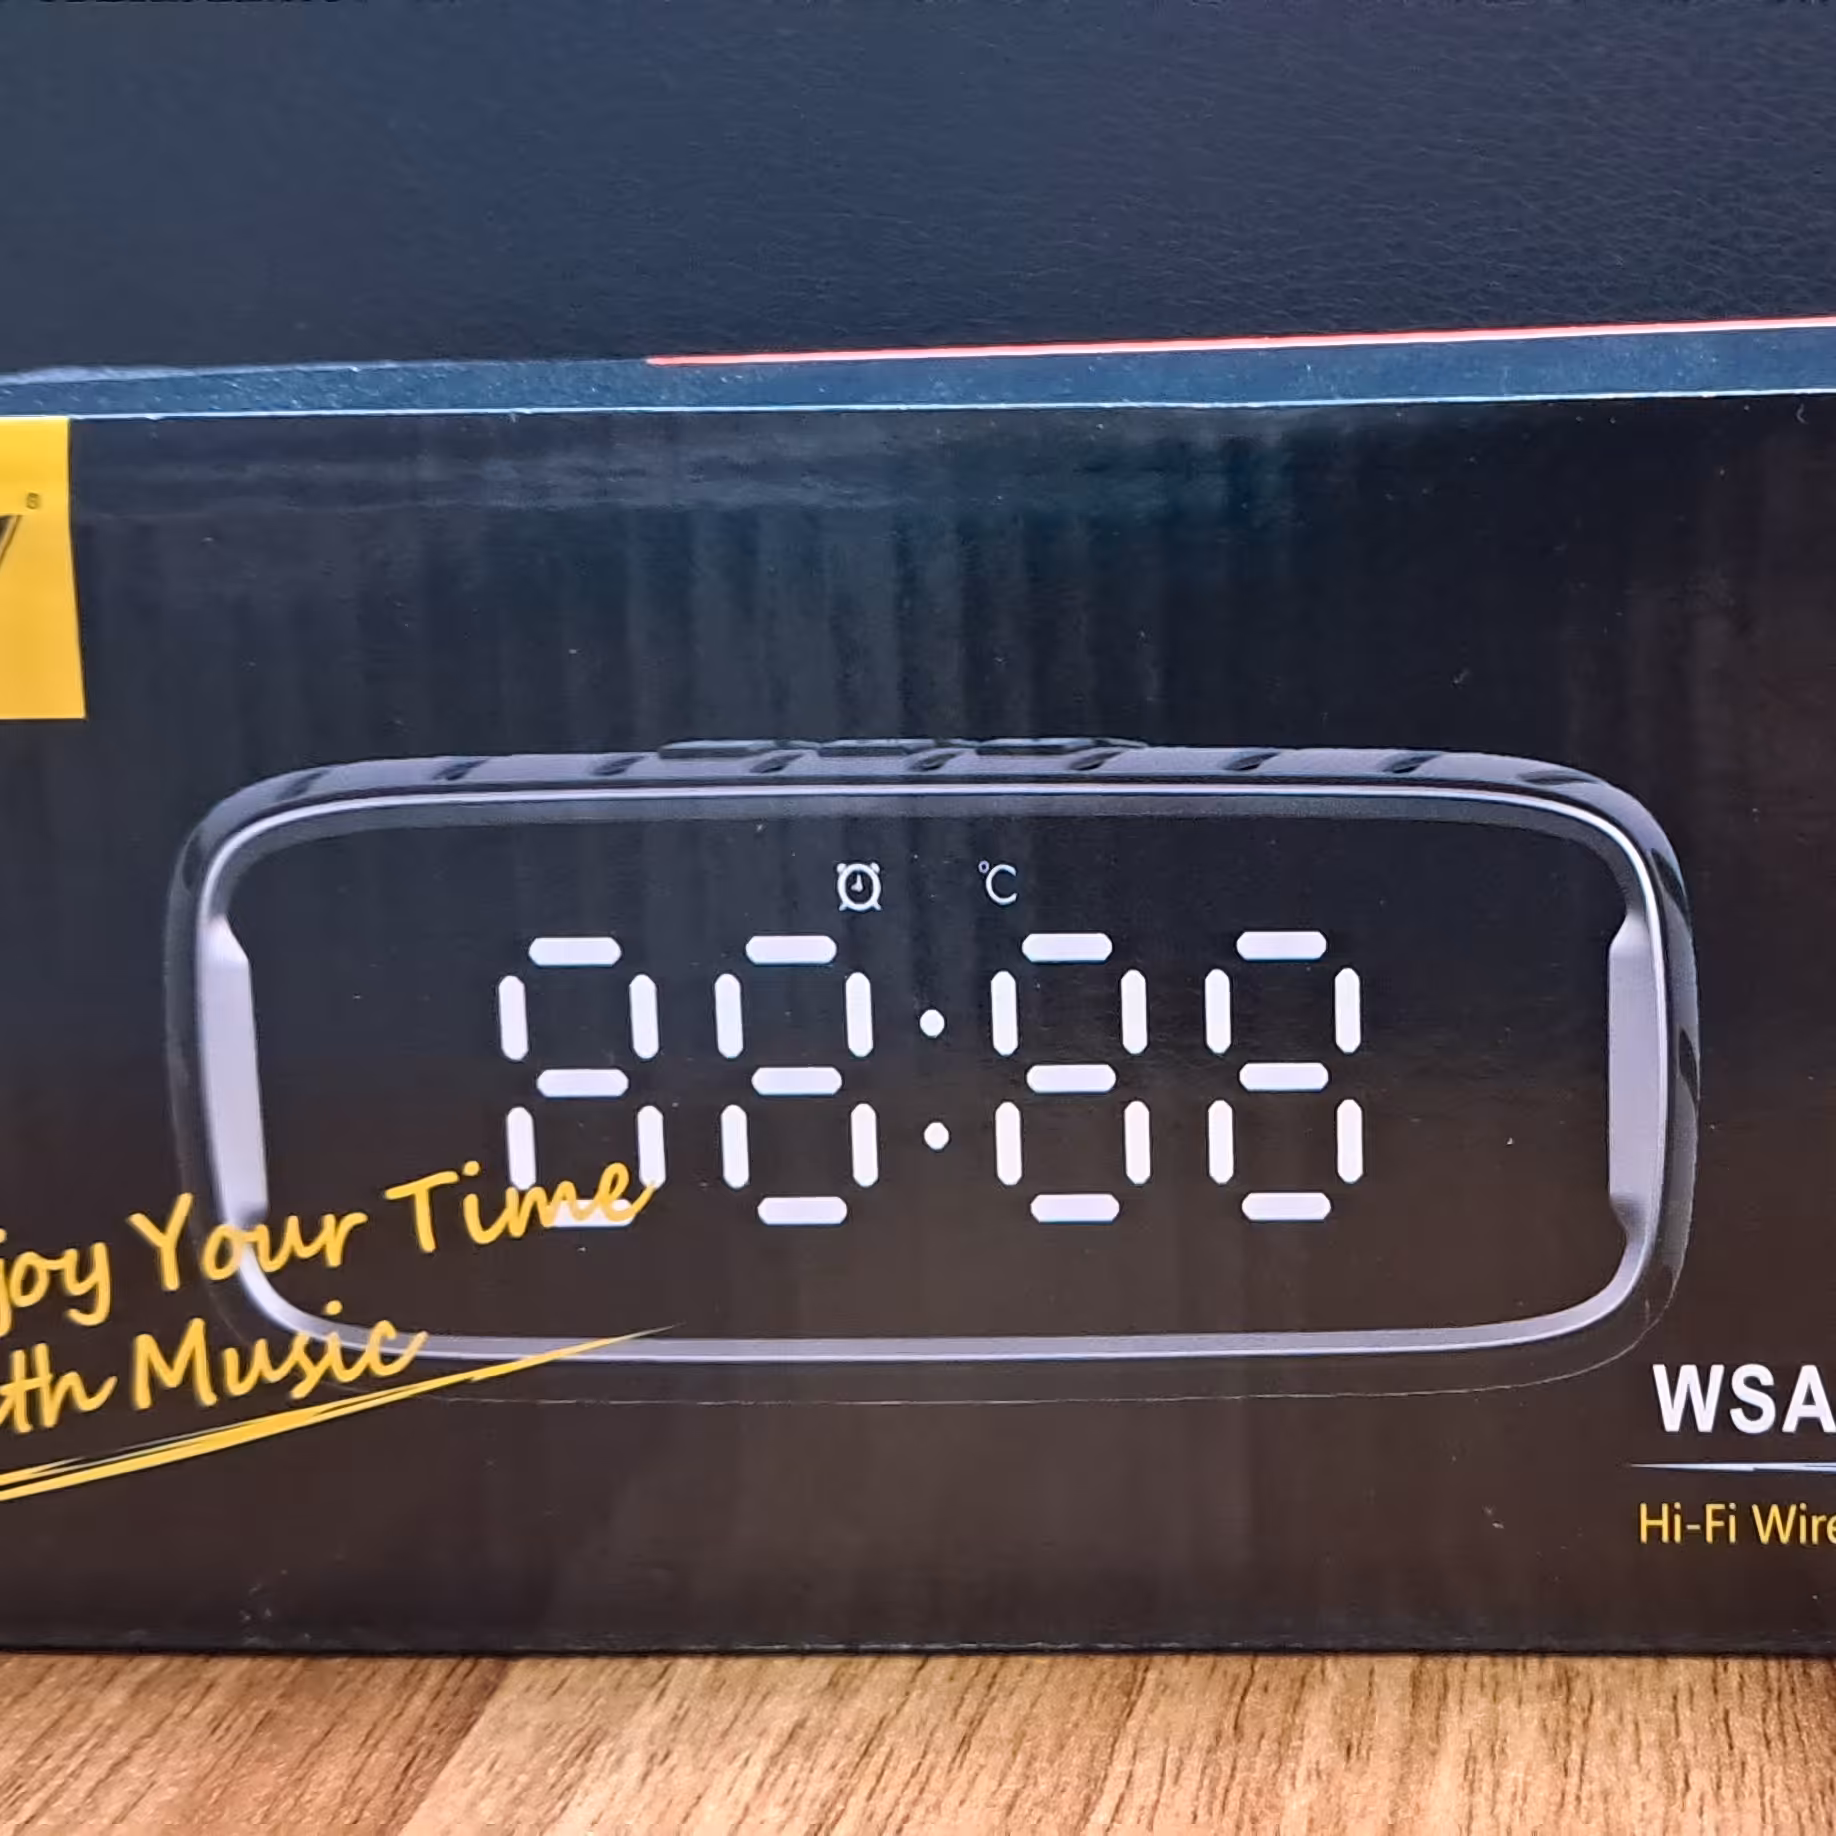 ®
℃
88:88
joy Your Time
th Music
WSA
Hi-Fi Wire